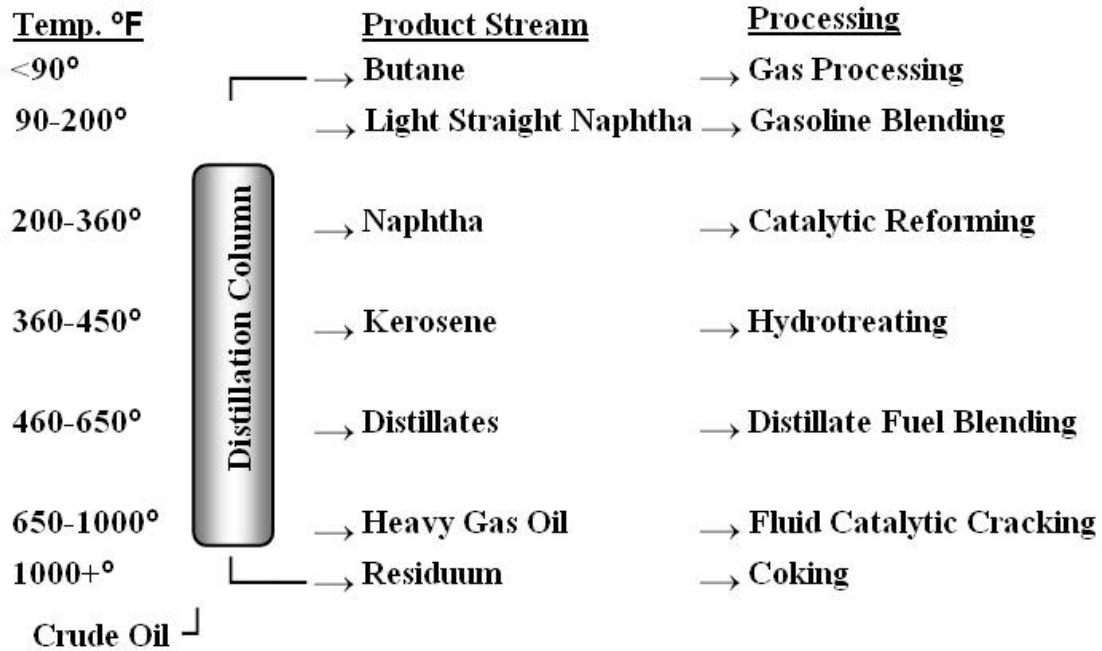 Temp. °F Product Stream Processing
<90° → Butane → Gas Processing
90-200° → Light Straight Naphtha → Gasoline Blending
200-360° → Naphtha → Catalytic Reforming
360-450° → Kerosene → Hydrotreating
460-650° → Distillates → Distillate Fuel Blending
650-1000° → Heavy Gas Oil → Fluid Catalytic Cracking
1000+° → Residuum → Coking
Distillation Column
Crude Oil